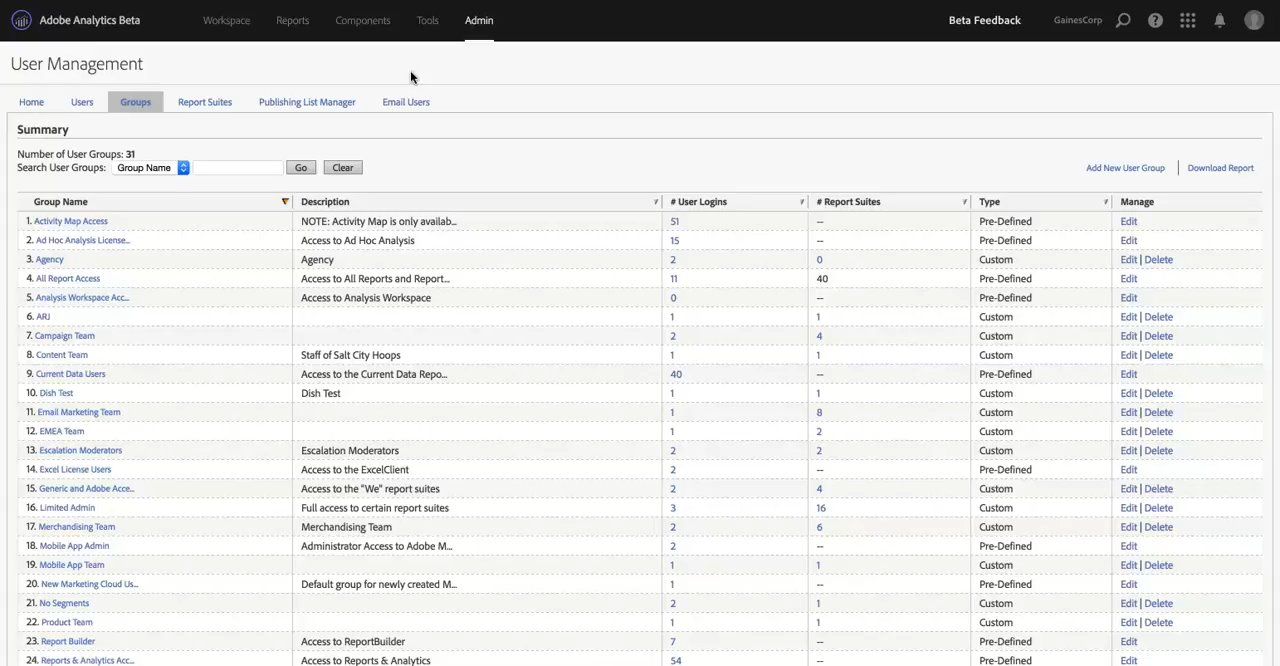 Adobe Analytics Beta Workspace Reports Components Tools Admin Beta Feedback GainesCorp
User Management
Home Users Groups Report Suites Publishing List Manager Email Users
Summary
Number of User Groups: 31
Search User Groups: Group Name Go Clear Add New User Group Download Report
Group Name Description # User Logins # Report Suites Type Manage
1. Activity Map Access NOTE: Activity Map is only availab... 51 -- Pre-Defined Edit
2. Ad Hoc Analysis License... Access to Ad Hoc Analysis 15 -- Pre-Defined Edit
3. Agency Agency 2 0 Custom Edit | Delete
4. All Report Access Access to All Reports and Report... 11 40 Pre-Defined Edit
5. Analysis Workspace Acc... Access to Analysis Workspace 0 -- Pre-Defined Edit
6. ARJ 1 1 Custom Edit | Delete
7. Campaign Team 2 4 Custom Edit | Delete
8. Content Team Staff of Salt City Hoops 1 1 Custom Edit | Delete
9. Current Data Users Access to the Current Data Repo... 40 -- Pre-Defined Edit
10. Dish Test Dish Test 1 1 Custom Edit | Delete
11. Email Marketing Team 1 8 Custom Edit | Delete
12. EMEA Team 1 2 Custom Edit | Delete
13. Escalation Moderators Escalation Moderators 2 2 Custom Edit | Delete
14. Excel License Users Access to the ExcelClient 2 -- Pre-Defined Edit
15. Generic and Adobe Acce... Access to the "We" report suites 2 4 Custom Edit | Delete
16. Limited Admin Full access to certain report suites 3 16 Custom Edit | Delete
17. Merchandising Team Merchandising Team 2 6 Custom Edit | Delete
18. Mobile App Admin Administrator Access to Adobe M... 2 -- Pre-Defined Edit
19. Mobile App Team 1 1 Custom Edit | Delete
20. New Marketing Cloud Us... Default group for newly created M... 1 -- Pre-Defined Edit
21. No Segments 2 1 Custom Edit | Delete
22. Product Team 1 1 Custom Edit | Delete
23. Report Builder Access to ReportBuilder 7 -- Pre-Defined Edit
24. Reports & Analytics Acc... Access to Reports & Analytics 54 -- Pre-Defined Edit